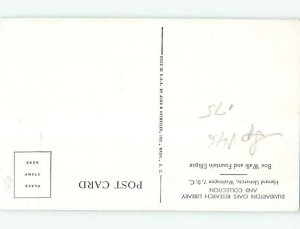 DUMBARTON OAKS RESEARCH LIBRARY
AND COLLECTION
Harvard University, Washington 7, D. C.
Box Walk and Fountain Ellipse
'75
POST CARD
PLACE
STAMP
HERE